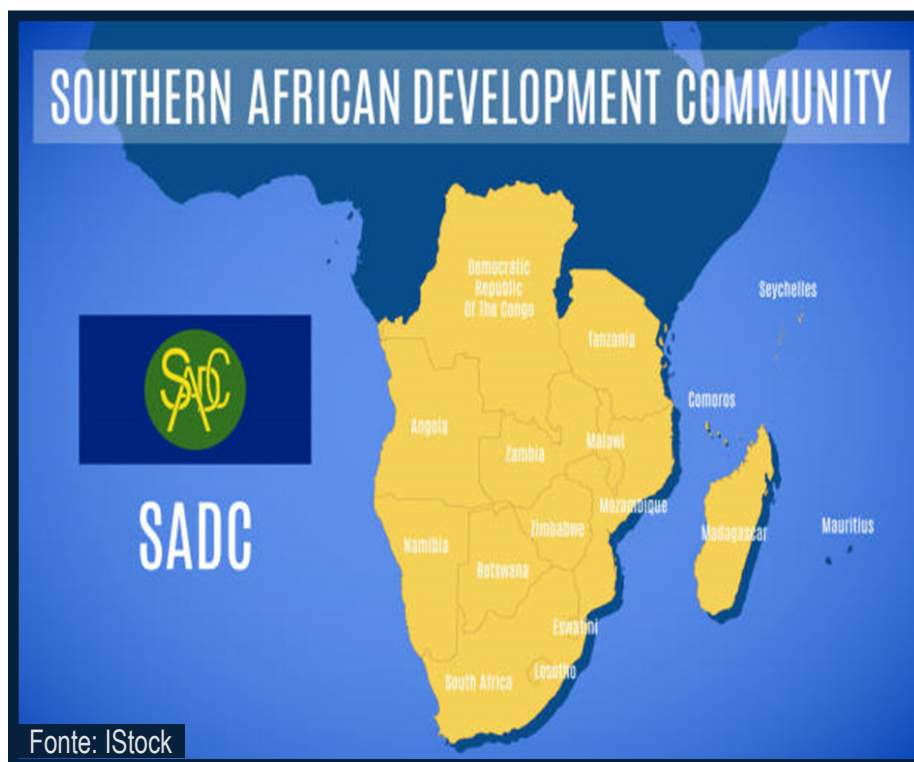 SOUTHERN AFRICAN DEVELOPMENT COMMUNITY
Democratic
Republic
Of The Congo
Seychelles
Tanzania
SADC
Comoros
Angola
Malawi
Zambia
Mozambique
Mauritius
Zimbabwe
Madagascar
SADC
Namibia
Botswana
Eswatini
Lesotho
South Africa
Fonte: IStock